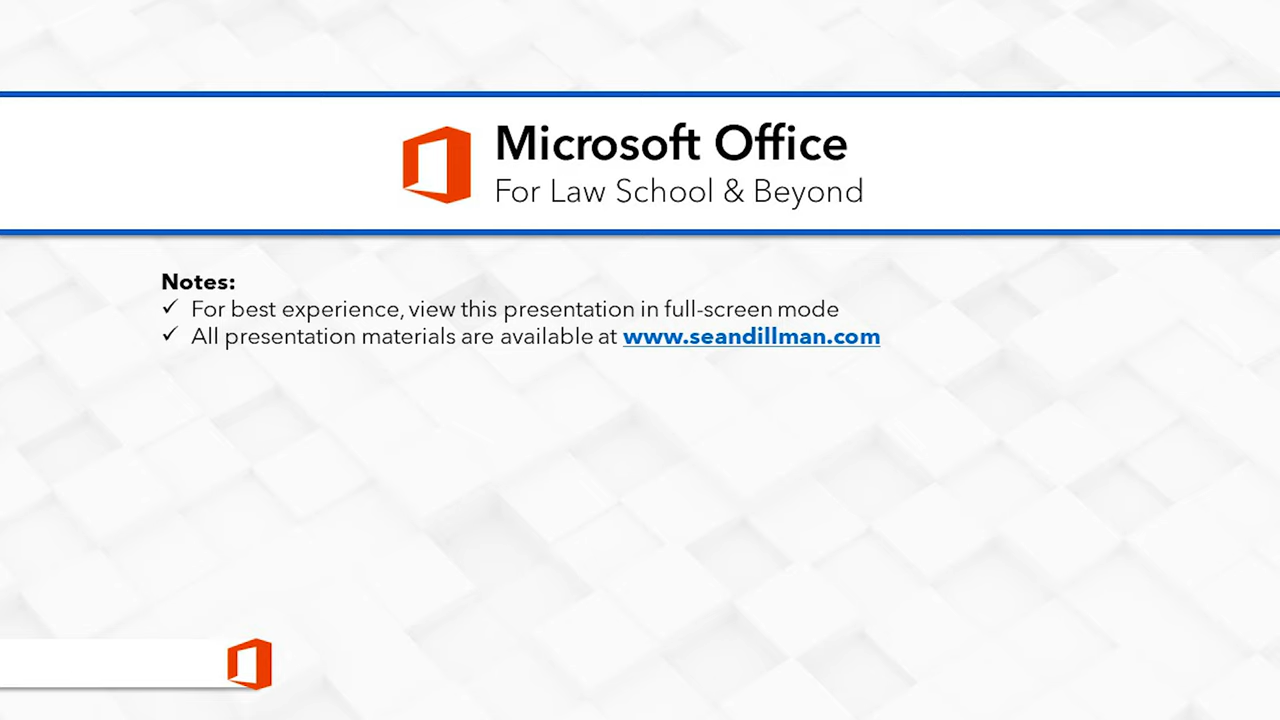 Microsoft Office
For Law School & Beyond
Notes:
✓ For best experience, view this presentation in full-screen mode
✓ All presentation materials are available at www.seandillman.com